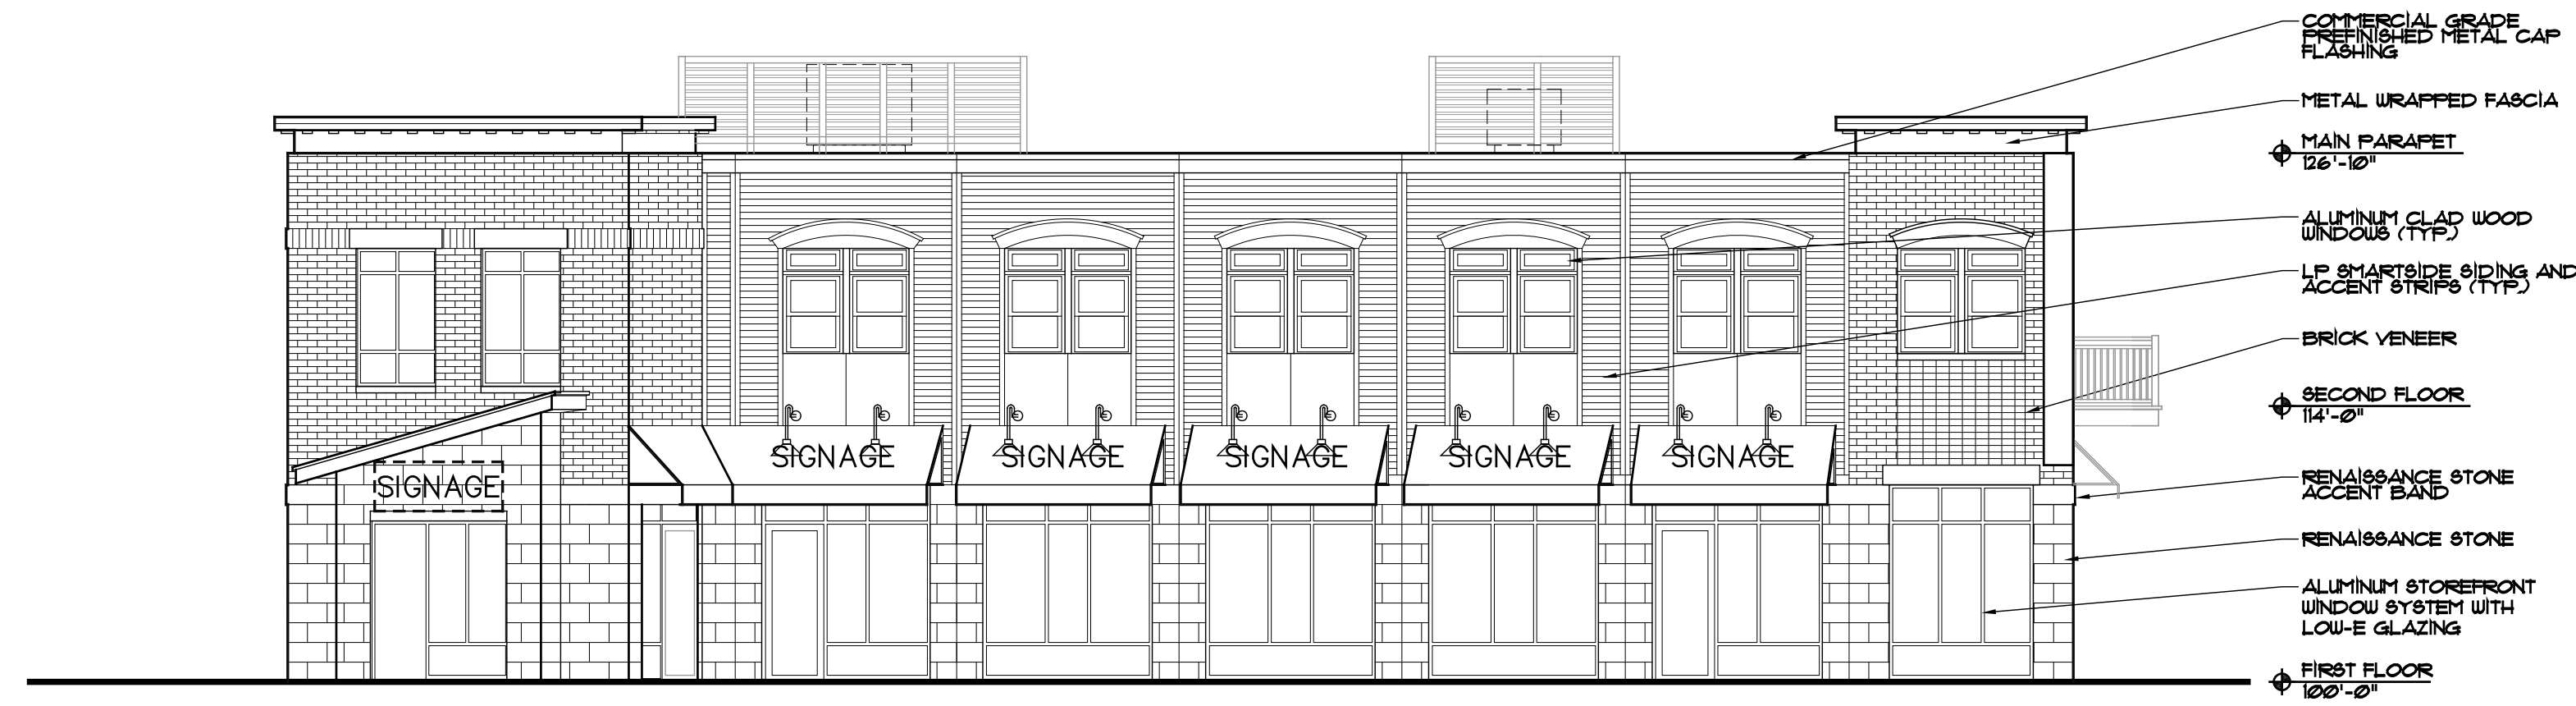 COMMERCIAL GRADE
PREFINISHED METAL CAP
FLASHING
METAL WRAPPED FASCIA
MAIN PARAPET
126'-10"
ALUMINUM CLAD WOOD
WINDOWS (TYP.)
LP SMARTSIDE SIDING AND
ACCENT STRIPS (TYP.)
BRICK VENEER
SECOND FLOOR
114'-0"
SIGNAGE SIGNAGE SIGNAGE SIGNAGE SIGNAGE
SIGNAGE
RENAISSANCE STONE
ACCENT BAND
RENAISSANCE STONE
ALUMINUM STOREFRONT
WINDOW SYSTEM WITH
LOW-E GLAZING
FIRST FLOOR
100'-0"